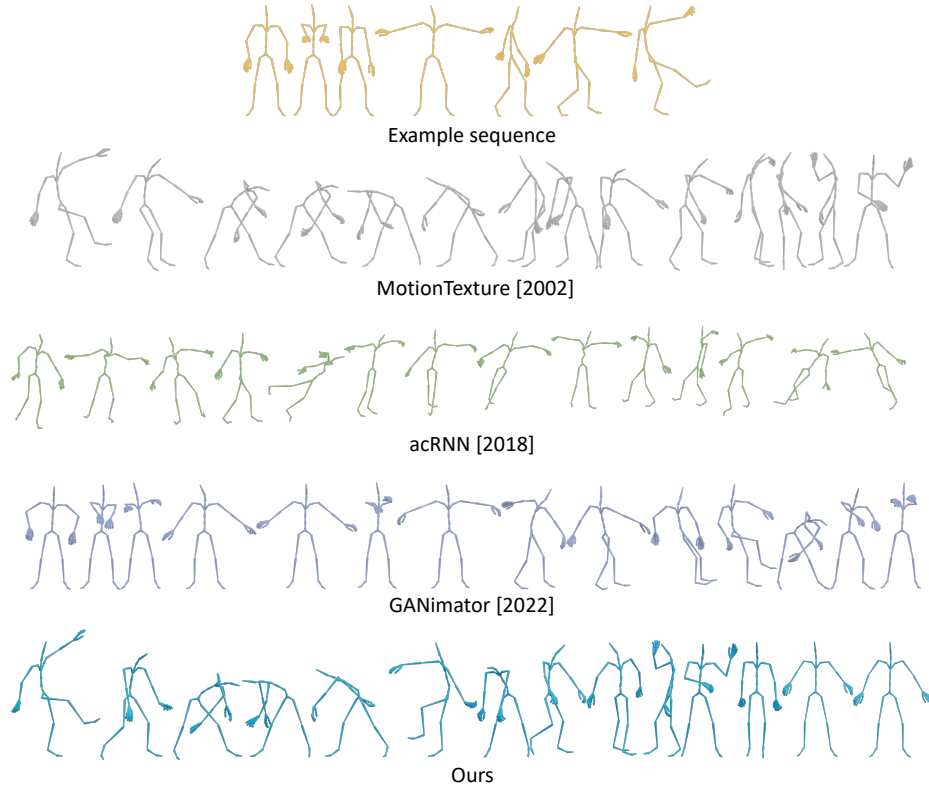 Example sequence
MotionTexture [2002]
acRNN [2018]
GANimator [2022]
Ours